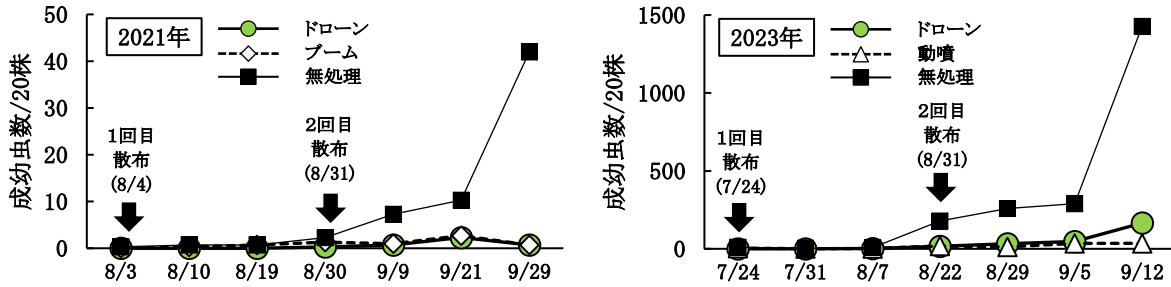 2021年
ドローン
ブーム
無処理
成幼虫数/20株
50
40
30
20
10
0
1回目
散布
(8/4)
2回目
散布
(8/31)
8/3 8/10 8/19 8/30 9/9 9/21 9/29
2023年
ドローン
動噴
無処理
成幼虫数/20株
1500
1000
500
0
1回目
散布
(7/24)
2回目
散布
(8/31)
7/24 7/31 8/7 8/22 8/29 9/5 9/12